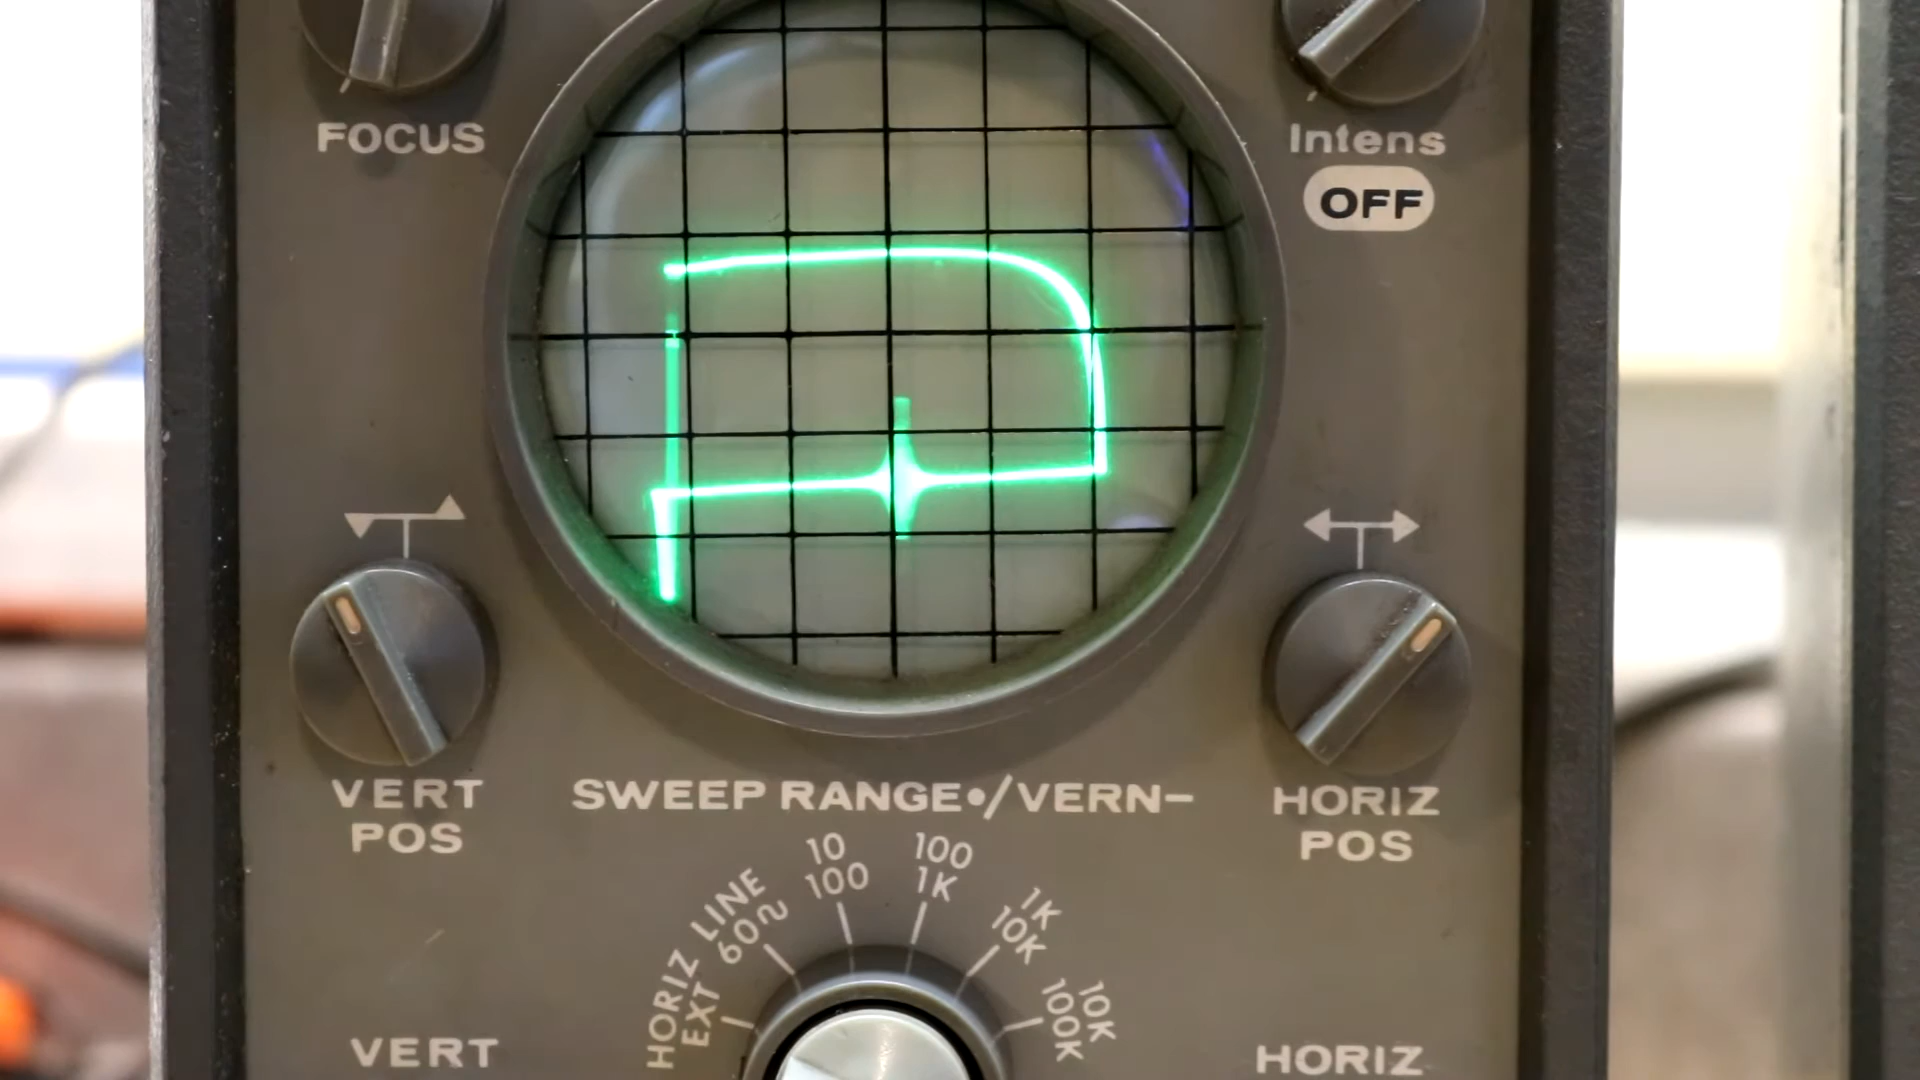 FOCUS
Intens
OFF
VERT
POS
SWEEP RANGE•/VERN–
HORIZ
POS
HORIZ EXT
LINE 60~
10
100
100
1K
1K
10K
10K
100K
VERT
HORIZ